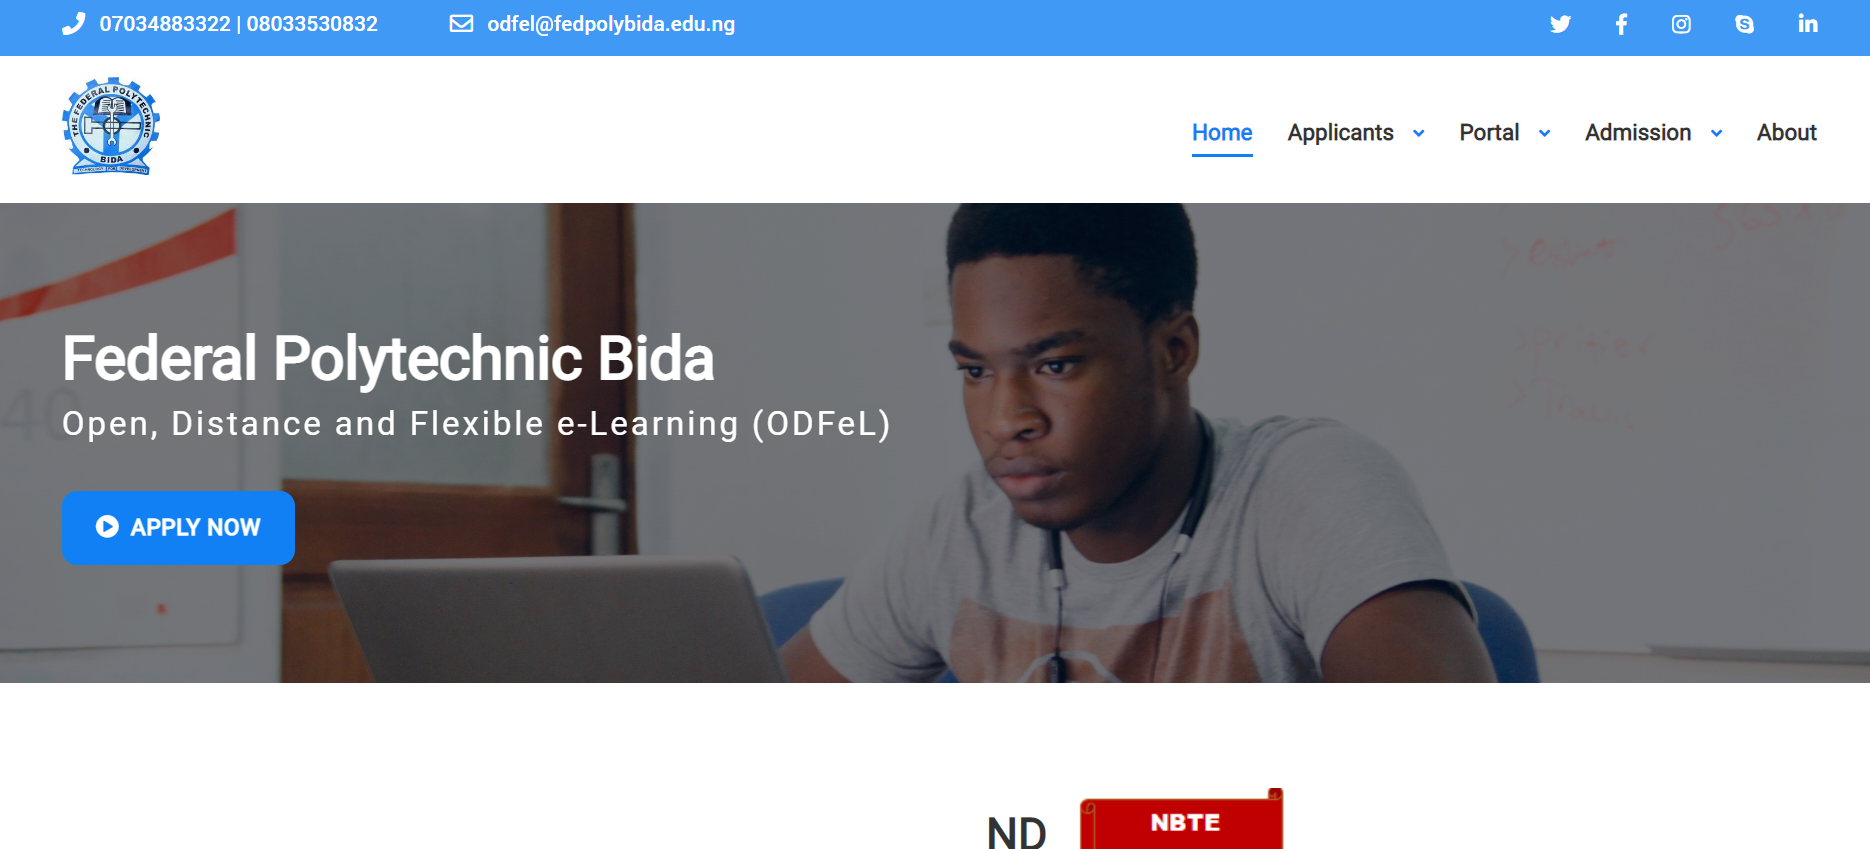 07034883322 | 08033530832
odfel@fedpolybida.edu.ng
THE FEDERAL POLYTECHNIC
BIDA
Home
Applicants
Portal
Admission
About
Federal Polytechnic Bida
Open, Distance and Flexible e-Learning (ODFeL)
APPLY NOW
40
ND
NBTE